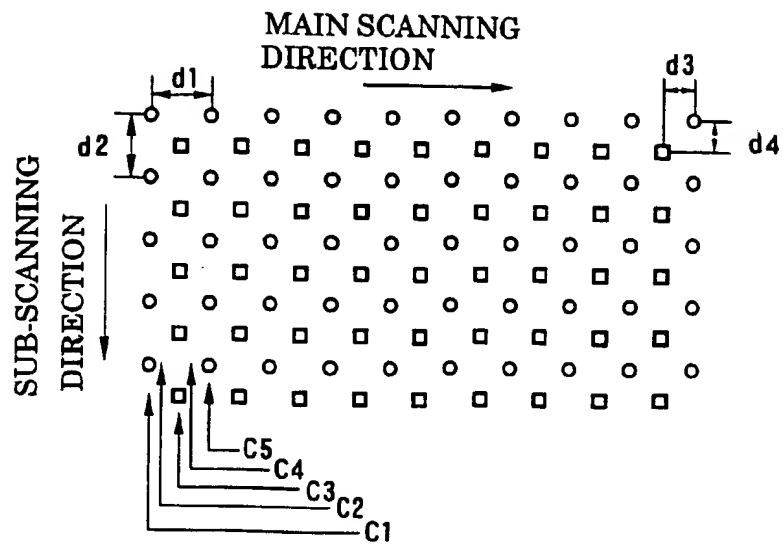 MAIN SCANNING
DIRECTION
d1
d3
d2
d4
SUB-SCANNING
DIRECTION
C5
C4
C3
C2
C1